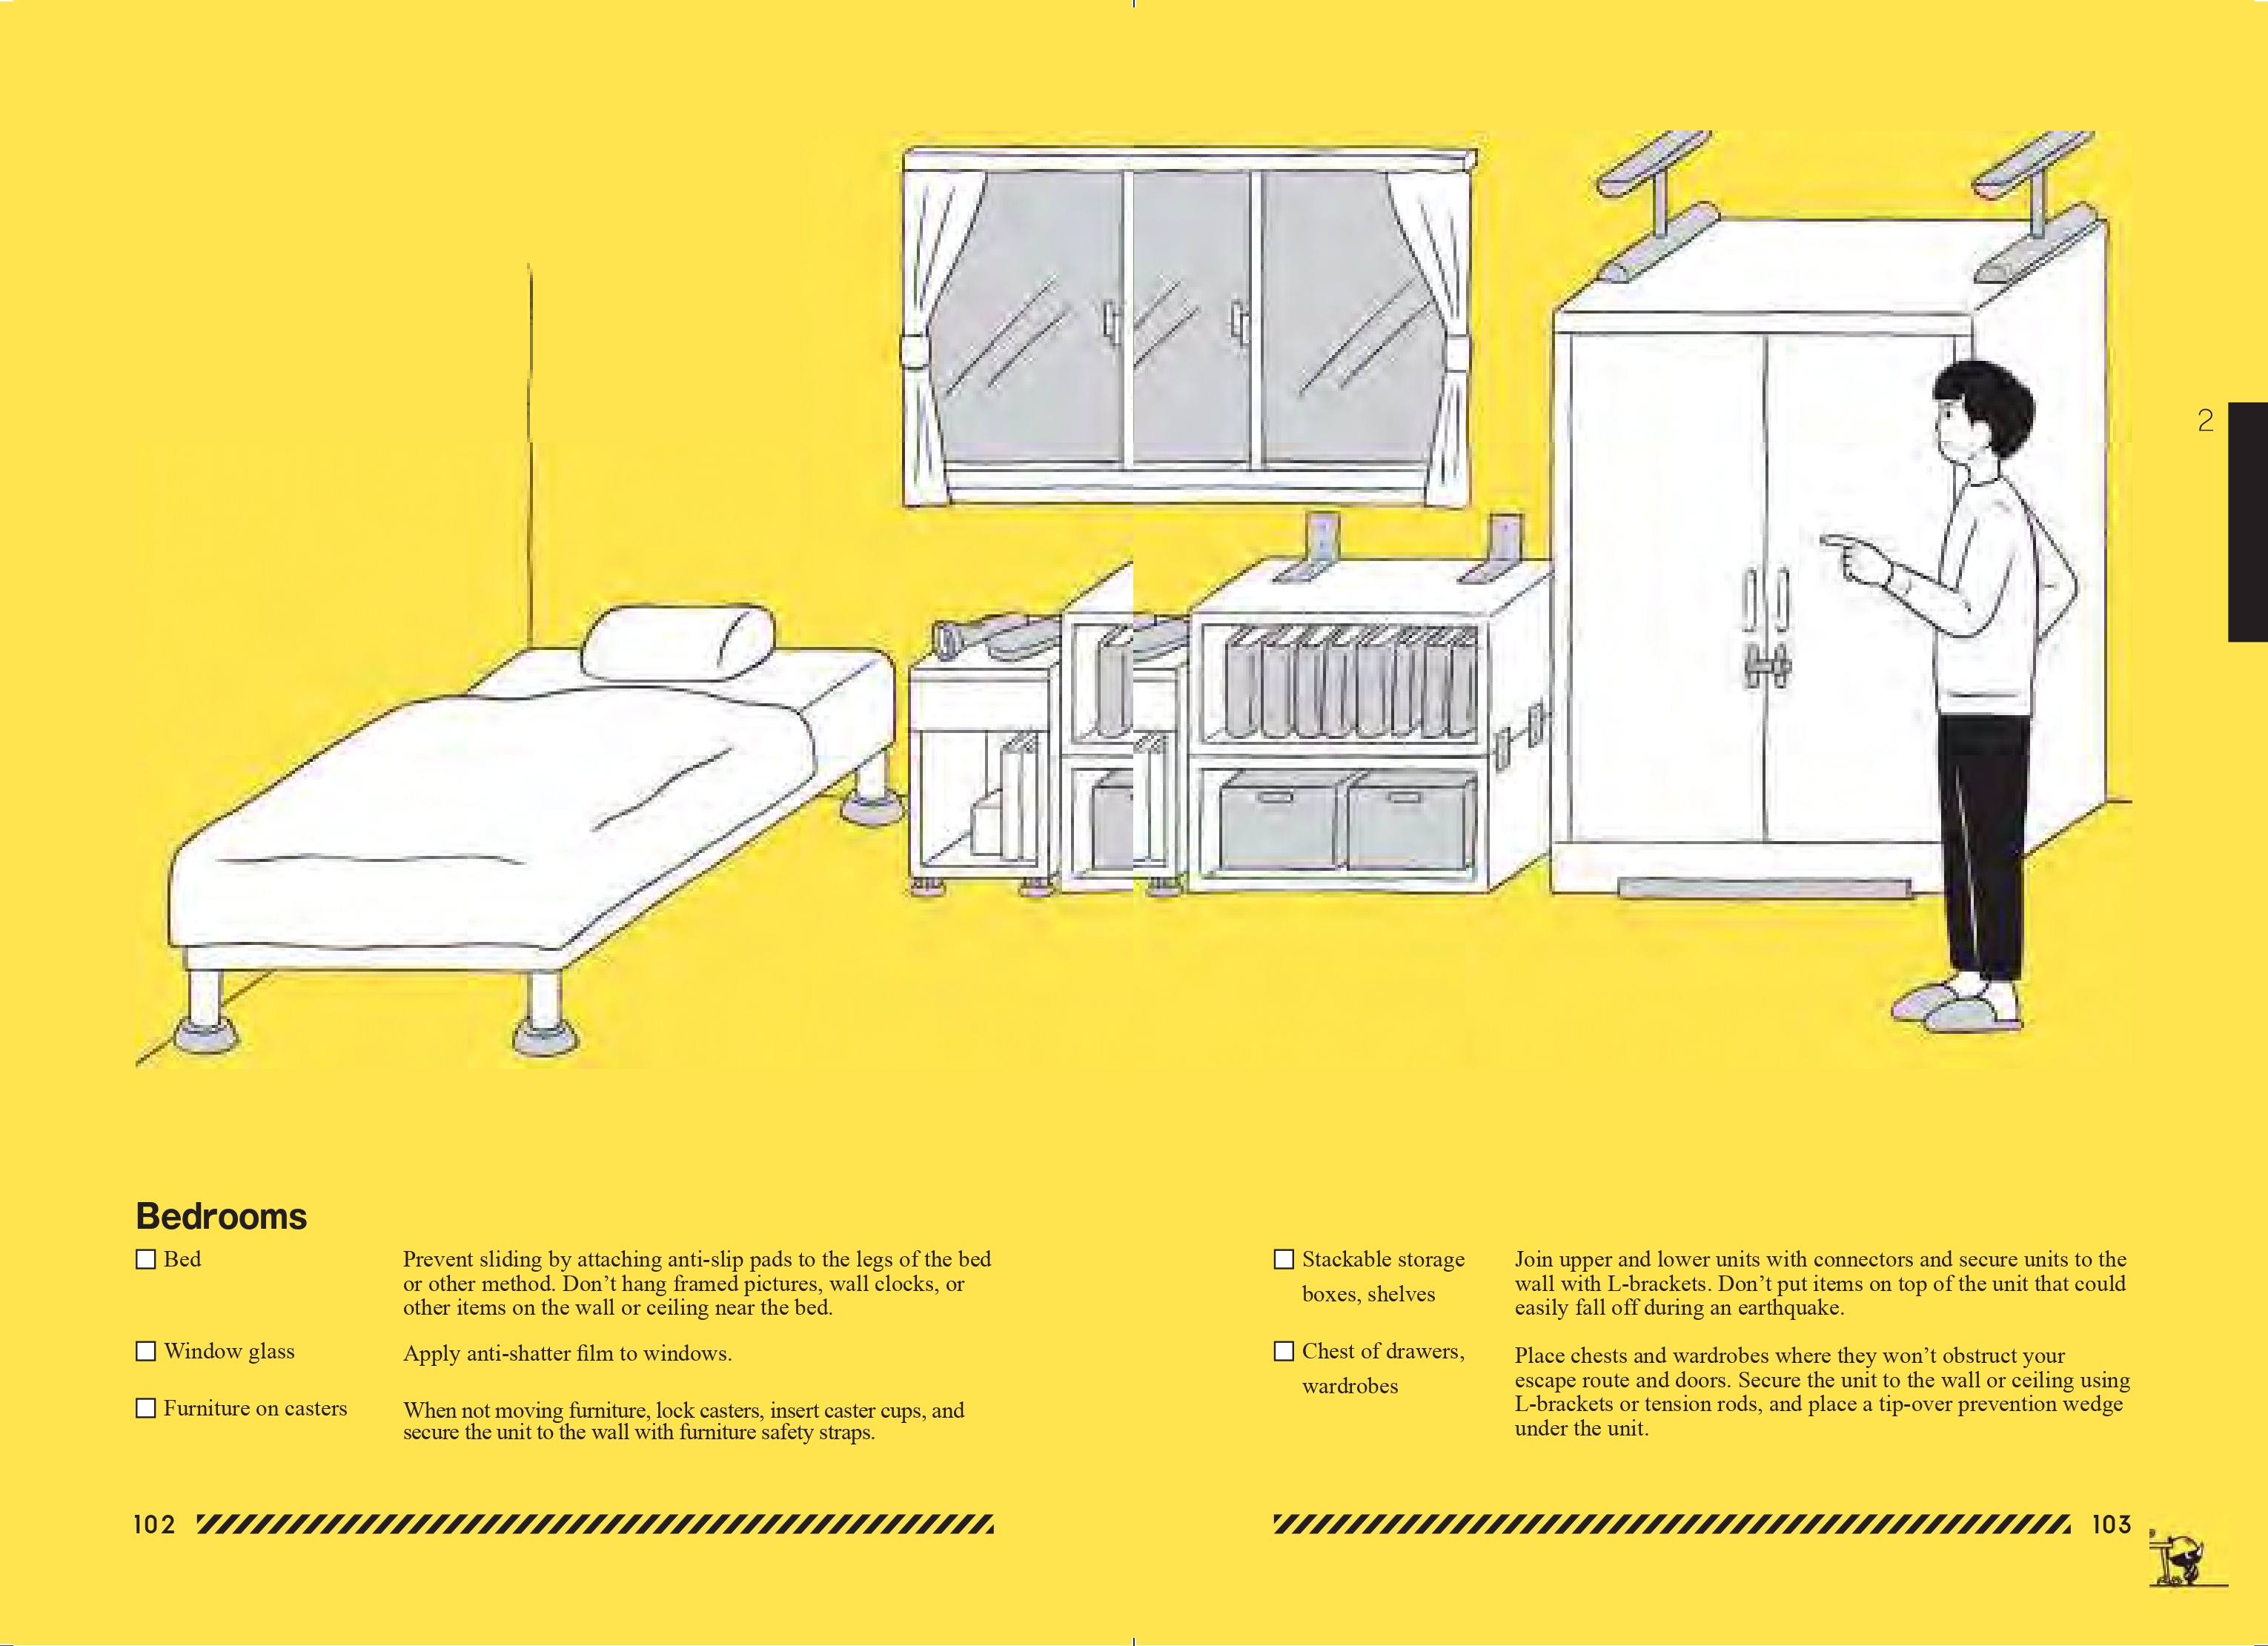 2
Bedrooms
Bed
Prevent sliding by attaching anti-slip pads to the legs of the bed
or other method. Don’t hang framed pictures, wall clocks, or
other items on the wall or ceiling near the bed.
Window glass
Apply anti-shatter film to windows.
Furniture on casters
When not moving furniture, lock casters, insert caster cups, and
secure the unit to the wall with furniture safety straps.
102
Stackable storage
boxes, shelves
Join upper and lower units with connectors and secure units to the
wall with L-brackets. Don’t put items on top of the unit that could
easily fall off during an earthquake.
Chest of drawers,
wardrobes
Place chests and wardrobes where they won’t obstruct your
escape route and doors. Secure the unit to the wall or ceiling using
L-brackets or tension rods, and place a tip-over prevention wedge
under the unit.
103